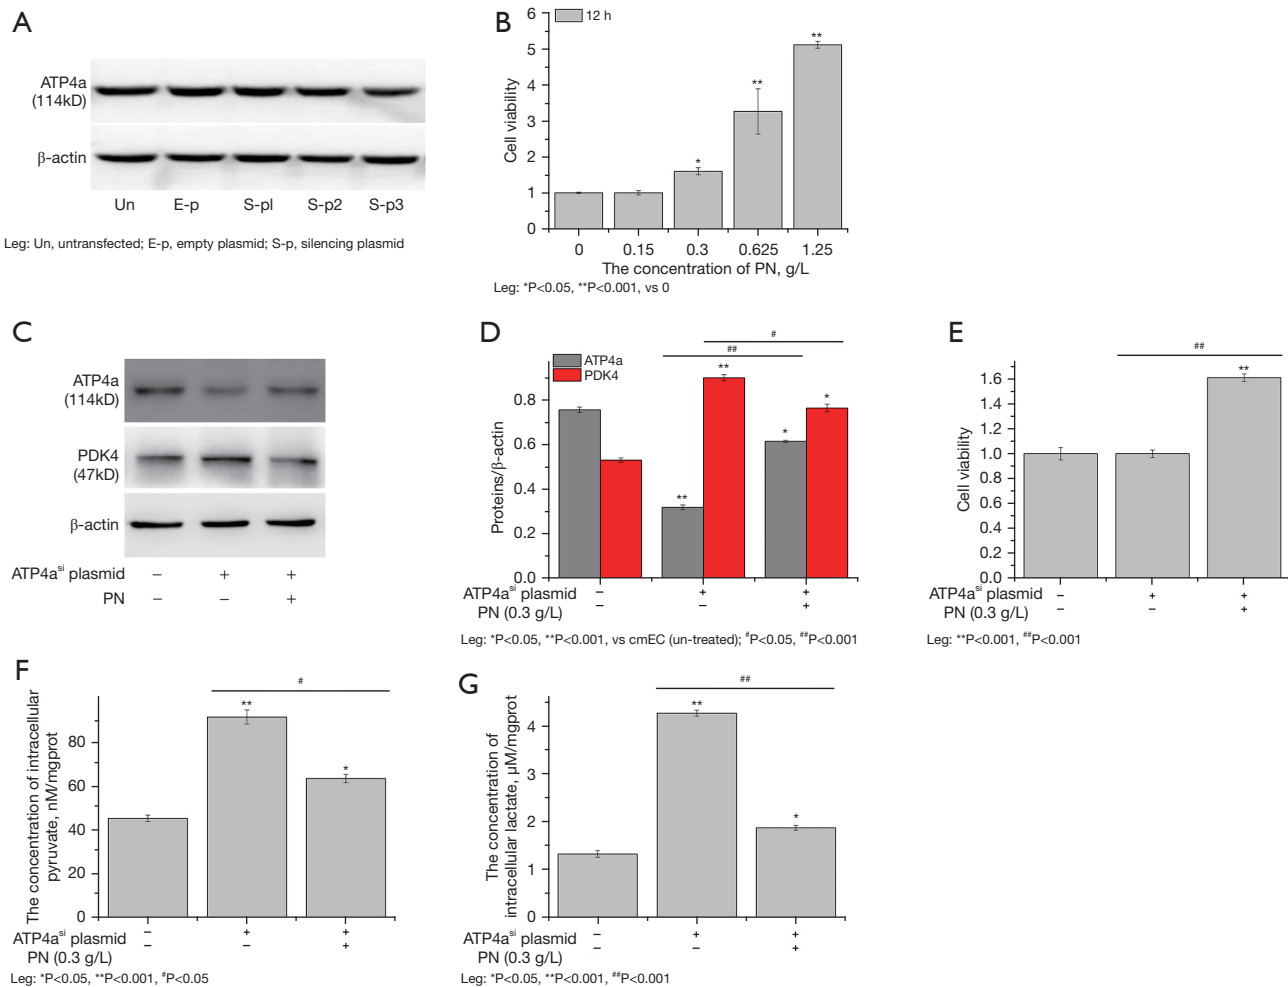 A
ATP4a
(114kD)
β-actin
Un E-p S-pl S-p2 S-p3
Leg: Un, untransfected; E-p, empty plasmid; S-p, silencing plasmid
B
12 h
Cell viability
6
5
4
3
2
1
0
*
**
**
0 0.15 0.3 0.625 1.25
The concentration of PN, g/L
Leg: *P<0.05, **P<0.001, vs 0
C
ATP4a
(114kD)
PDK4
(47kD)
β-actin
ATP4a^si plasmid – + +
PN – – +
D
ATP4a
PDK4
Proteins/β-actin
0.8
0.6
0.4
0.2
0.0
#
##
**
**
*
*
ATP4a^si plasmid – + +
PN (0.3 g/L) – – +
Leg: *P<0.05, **P<0.001, vs cmEC (un-treated); #P<0.05, ##P<0.001
E
Cell viability
1.6
1.4
1.2
1.0
0.8
0.6
0.4
0.2
0.0
##
**
ATP4a^si plasmid – + +
PN (0.3 g/L) – – +
Leg: **P<0.001, ##P<0.001
F
The concentration of intracellular
pyruvate, nM/mgprot
80
60
40
20
0
#
**
*
ATP4a^si plasmid – + +
PN (0.3 g/L) – – +
Leg: *P<0.05, **P<0.001, #P<0.05
G
The concentration of
intracellular lactate, μM/mgprot
4
3
2
1
0
##
**
*
ATP4a^si plasmid – + +
PN (0.3 g/L) – – +
Leg: *P<0.05, **P<0.001, ##P<0.001